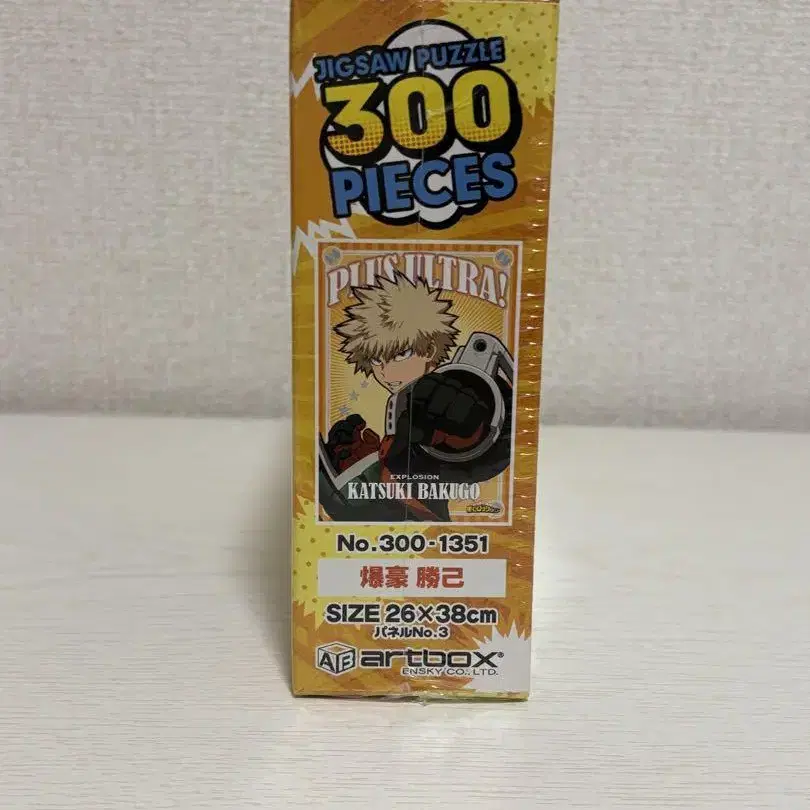 JIGSAW PUZZLE
300
PIECES
PLUS ULTRA!
EXPLOSION
KATSUKI BAKUGO
No.300-1351
爆豪 勝己
SIZE 26×38cm
パネルNo.3
AB artbox®
ENSKY CO., LTD.